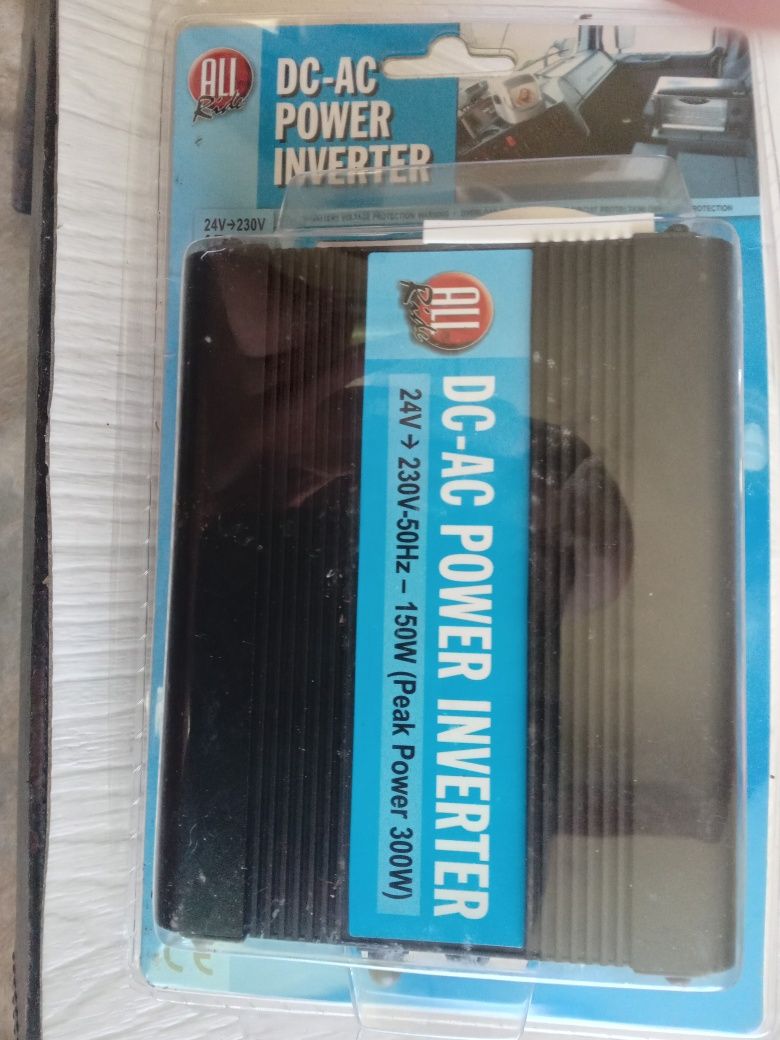 ALL
Ride
DC-AC
POWER
INVERTER
24V→230V
PROTECTION
ALL
Ride
DC-AC POWER INVERTER
24V → 230V-50Hz – 150W (Peak Power 300W)